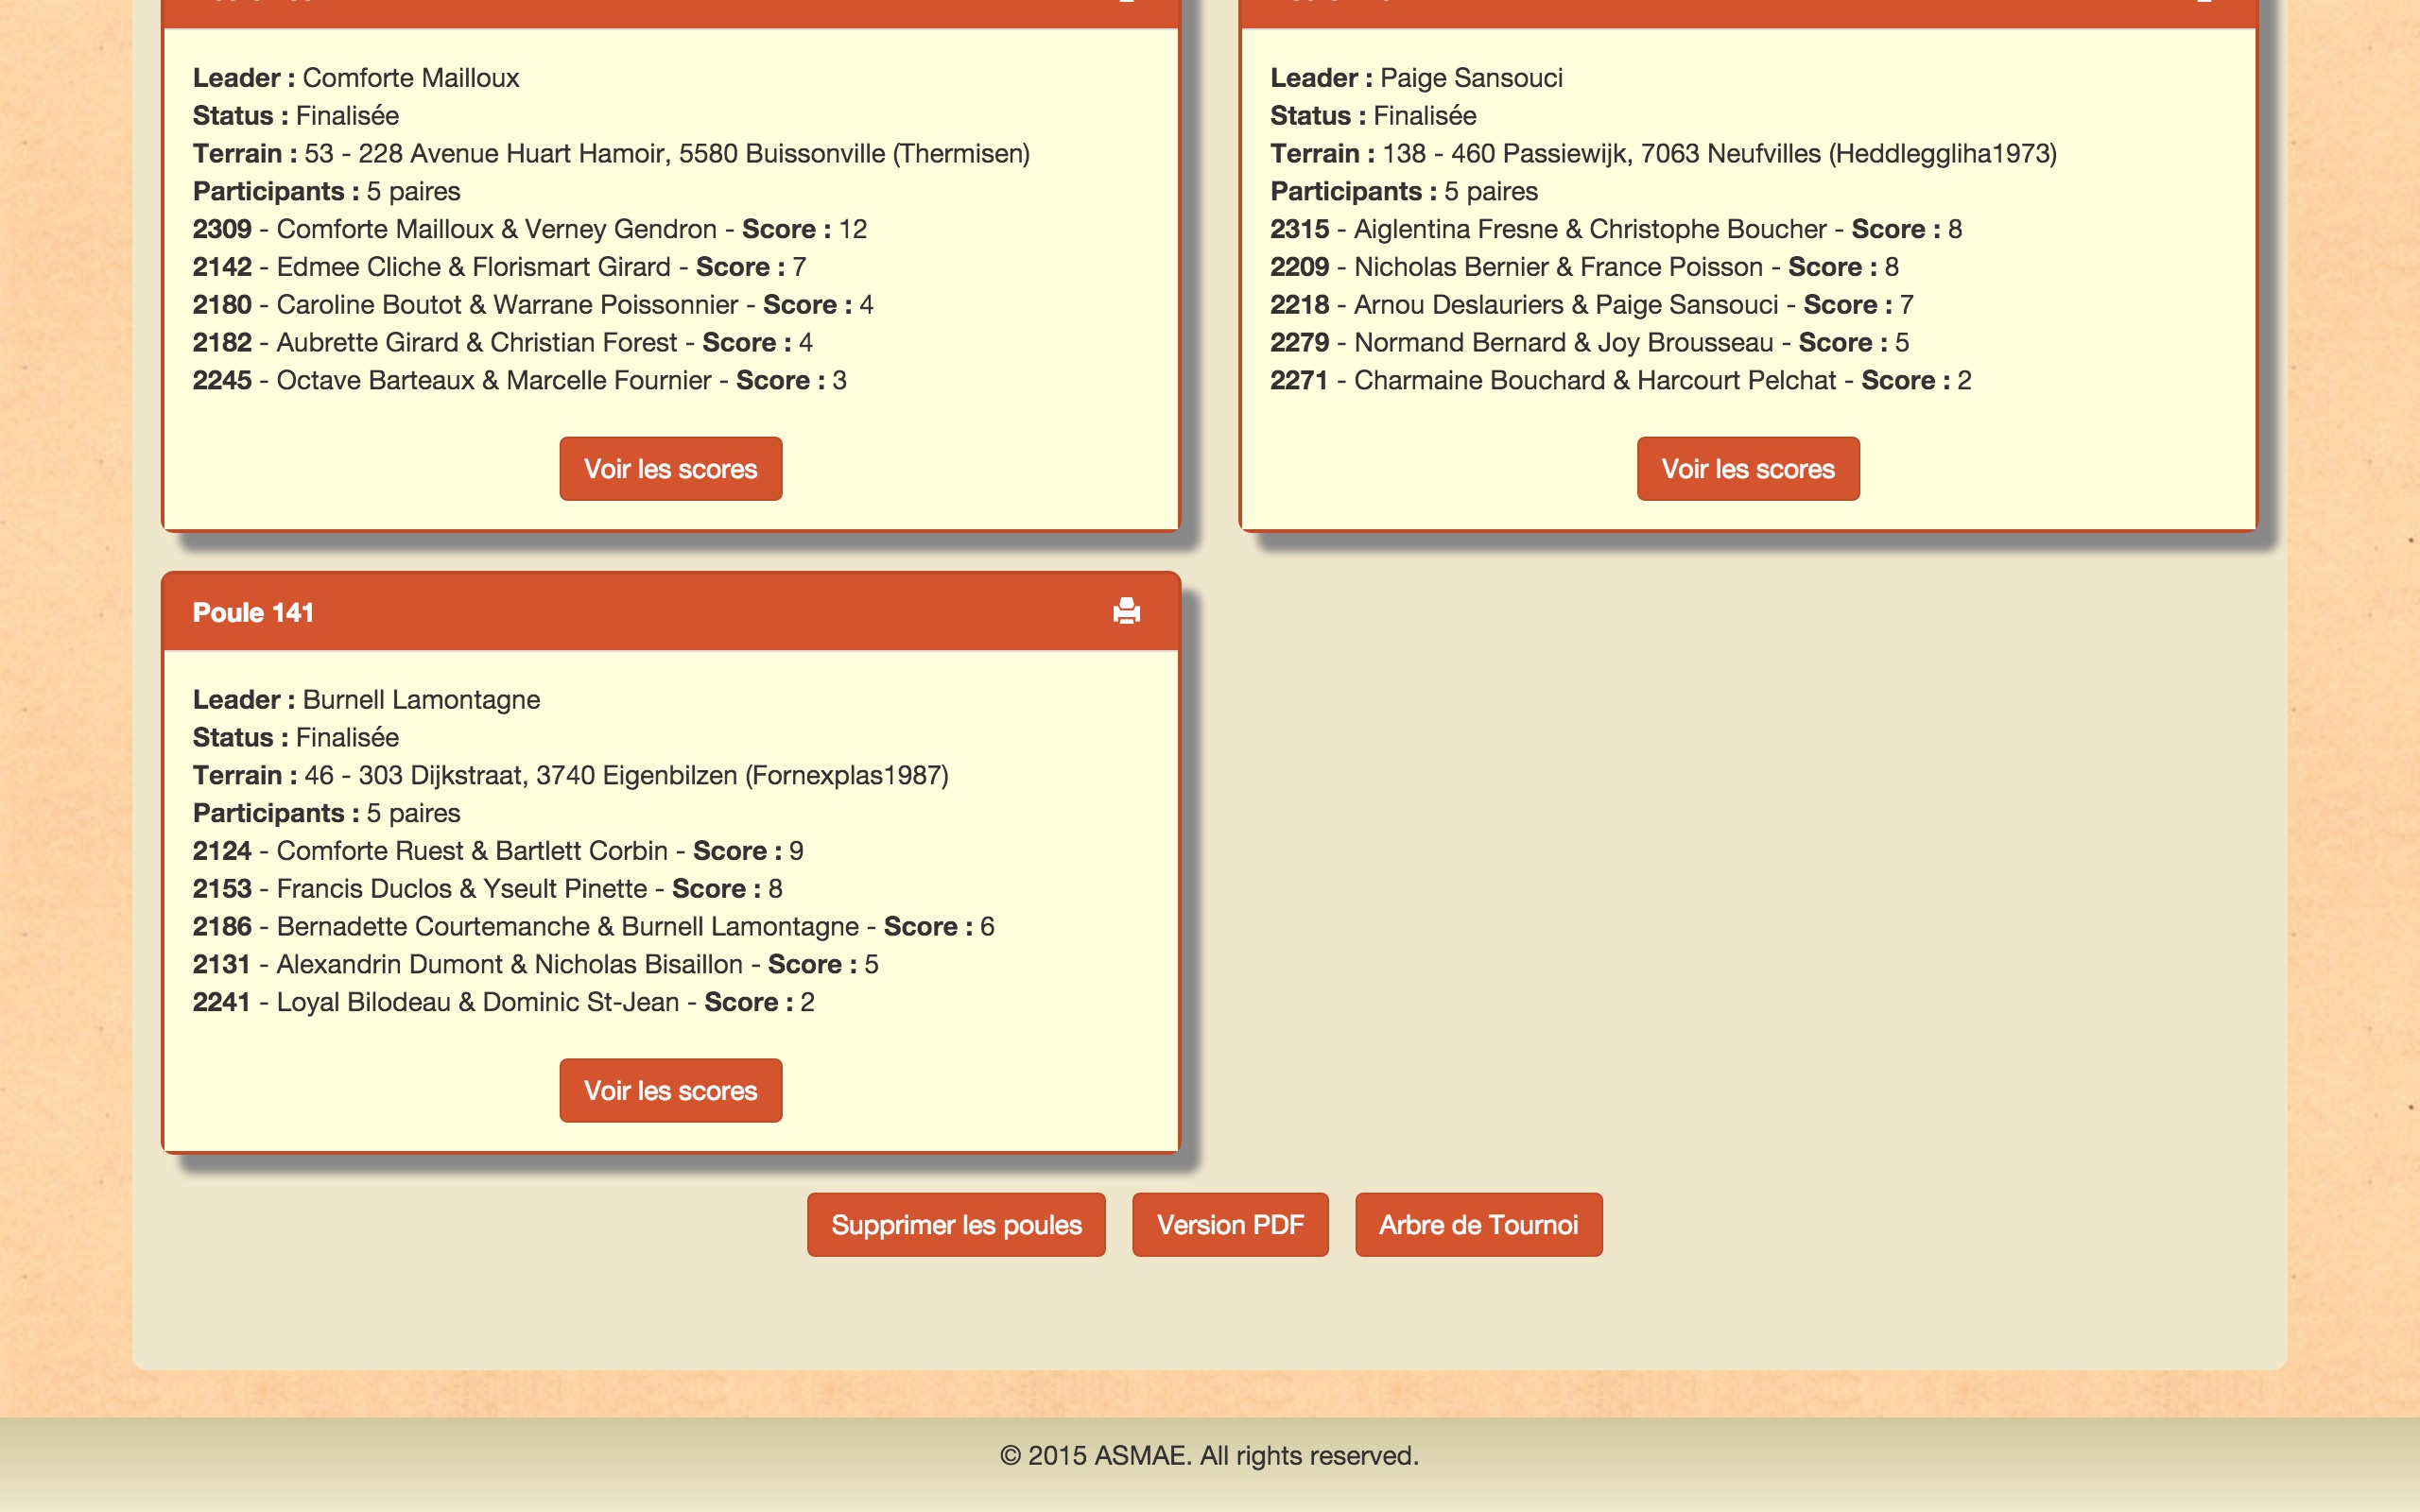 Leader : Comforte Mailloux
Status : Finalisée
Terrain : 53 - 228 Avenue Huart Hamoir, 5580 Buissonville (Thermisen)
Participants : 5 paires
2309 - Comforte Mailloux & Verney Gendron - Score : 12
2142 - Edmee Cliche & Florismart Girard - Score : 7
2180 - Caroline Boutot & Warrane Poissonnier - Score : 4
2182 - Aubrette Girard & Christian Forest - Score : 4
2245 - Octave Barteaux & Marcelle Fournier - Score : 3
Voir les scores
Leader : Paige Sansouci
Status : Finalisée
Terrain : 138 - 460 Passiewijk, 7063 Neufvilles (Heddleggliha1973)
Participants : 5 paires
2315 - Aiglentina Fresne & Christophe Boucher - Score : 8
2209 - Nicholas Bernier & France Poisson - Score : 8
2218 - Arnou Deslauriers & Paige Sansouci - Score : 7
2279 - Normand Bernard & Joy Brousseau - Score : 5
2271 - Charmaine Bouchard & Harcourt Pelchat - Score : 2
Voir les scores
Poule 141
Leader : Burnell Lamontagne
Status : Finalisée
Terrain : 46 - 303 Dijkstraat, 3740 Eigenbilzen (Fornexplas1987)
Participants : 5 paires
2124 - Comforte Ruest & Bartlett Corbin - Score : 9
2153 - Francis Duclos & Yseult Pinette - Score : 8
2186 - Bernadette Courtemanche & Burnell Lamontagne - Score : 6
2131 - Alexandrin Dumont & Nicholas Bisaillon - Score : 5
2241 - Loyal Bilodeau & Dominic St-Jean - Score : 2
Voir les scores
Supprimer les poules
Version PDF
Arbre de Tournoi
© 2015 ASMAE. All rights reserved.